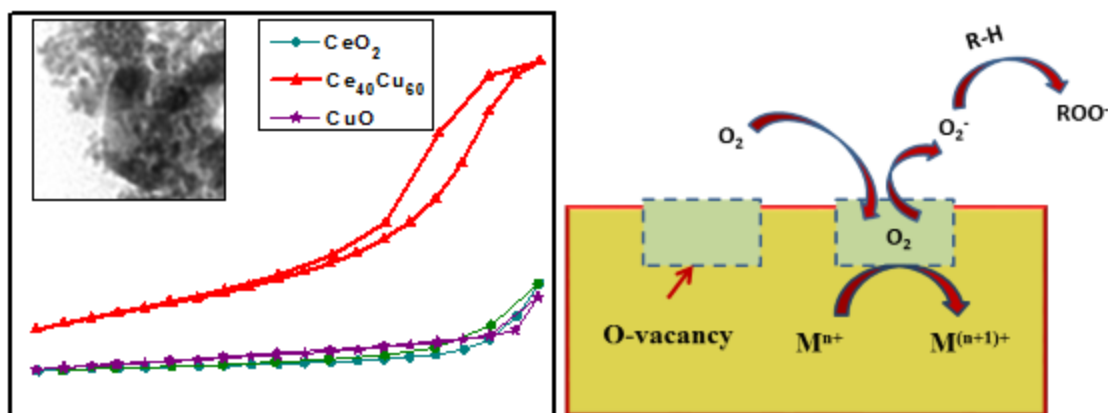 CeO₂
Ce₄₀Cu₆₀
CuO
R-H
O₂
O₂⁻
ROO⁻
O₂
O-vacancy
Mⁿ⁺
M⁽ⁿ⁺¹⁾⁺